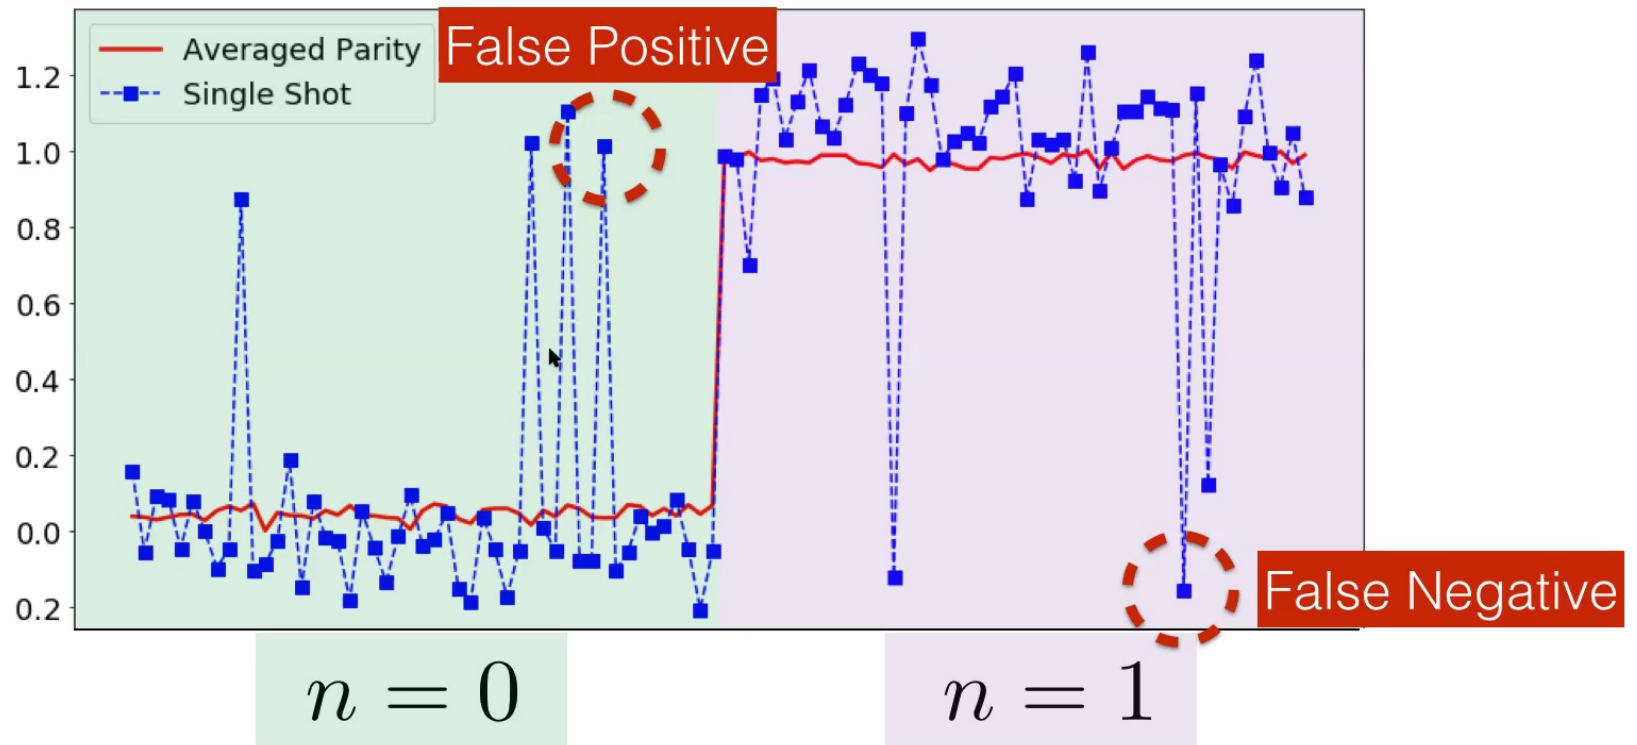 False Positive
Averaged Parity
Single Shot
1.2
1.0
0.8
0.6
0.4
0.2
0.0
0.2
False Negative
n = 0
n = 1